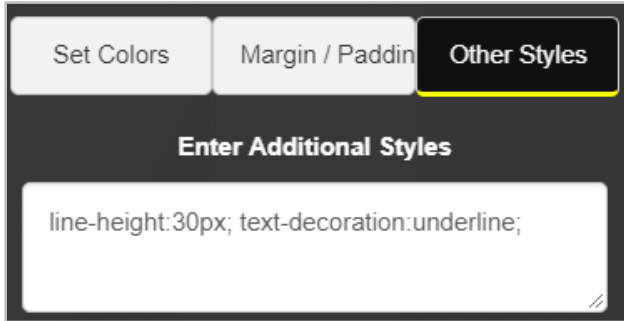 Set Colors Margin / Paddin Other Styles
Enter Additional Styles
line-height:30px; text-decoration:underline;